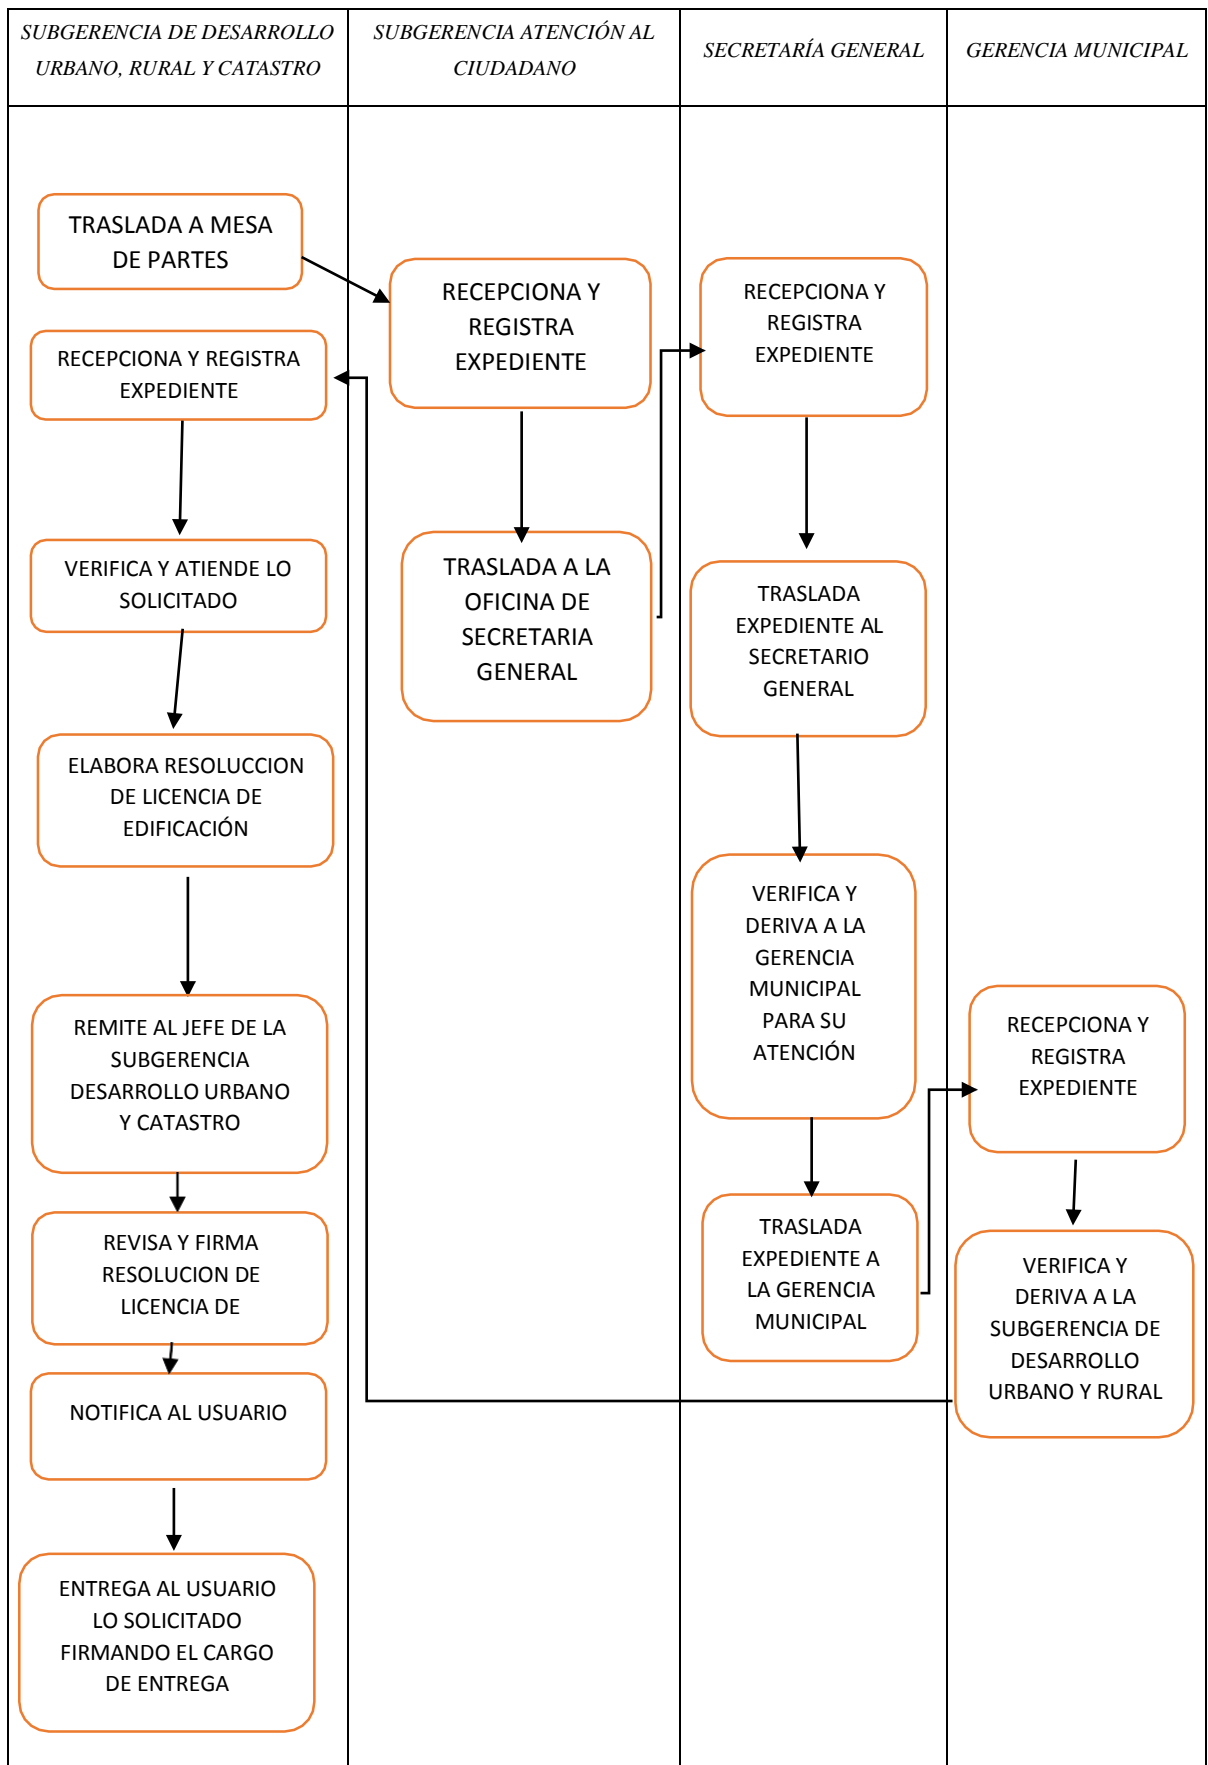 SUBGERENCIA DE DESARROLLO
URBANO, RURAL Y CATASTRO
SUBGERENCIA ATENCIÓN AL
CIUDADANO
SECRETARÍA GENERAL
GERENCIA MUNICIPAL
TRASLADA A MESA
DE PARTES
RECEPCIONA Y REGISTRA
EXPEDIENTE
VERIFICA Y ATIENDE LO
SOLICITADO
ELABORA RESOLUCCION
DE LICENCIA DE
EDIFICACIÓN
REMITE AL JEFE DE LA
SUBGERENCIA
DESARROLLO URBANO
Y CATASTRO
REVISA Y FIRMA
RESOLUCION DE
LICENCIA DE
NOTIFICA AL USUARIO
ENTREGA AL USUARIO
LO SOLICITADO
FIRMANDO EL CARGO
DE ENTREGA
RECEPCIONA Y
REGISTRA
EXPEDIENTE
TRASLADA A LA
OFICINA DE
SECRETARIA
GENERAL
RECEPCIONA Y
REGISTRA
EXPEDIENTE
TRASLADA
EXPEDIENTE AL
SECRETARIO
GENERAL
VERIFICA Y
DERIVA A LA
GERENCIA
MUNICIPAL
PARA SU
ATENCIÓN
TRASLADA
EXPEDIENTE A
LA GERENCIA
MUNICIPAL
RECEPCIONA Y
REGISTRA
EXPEDIENTE
VERIFICA Y
DERIVA A LA
SUBGERENCIA DE
DESARROLLO
URBANO Y RURAL